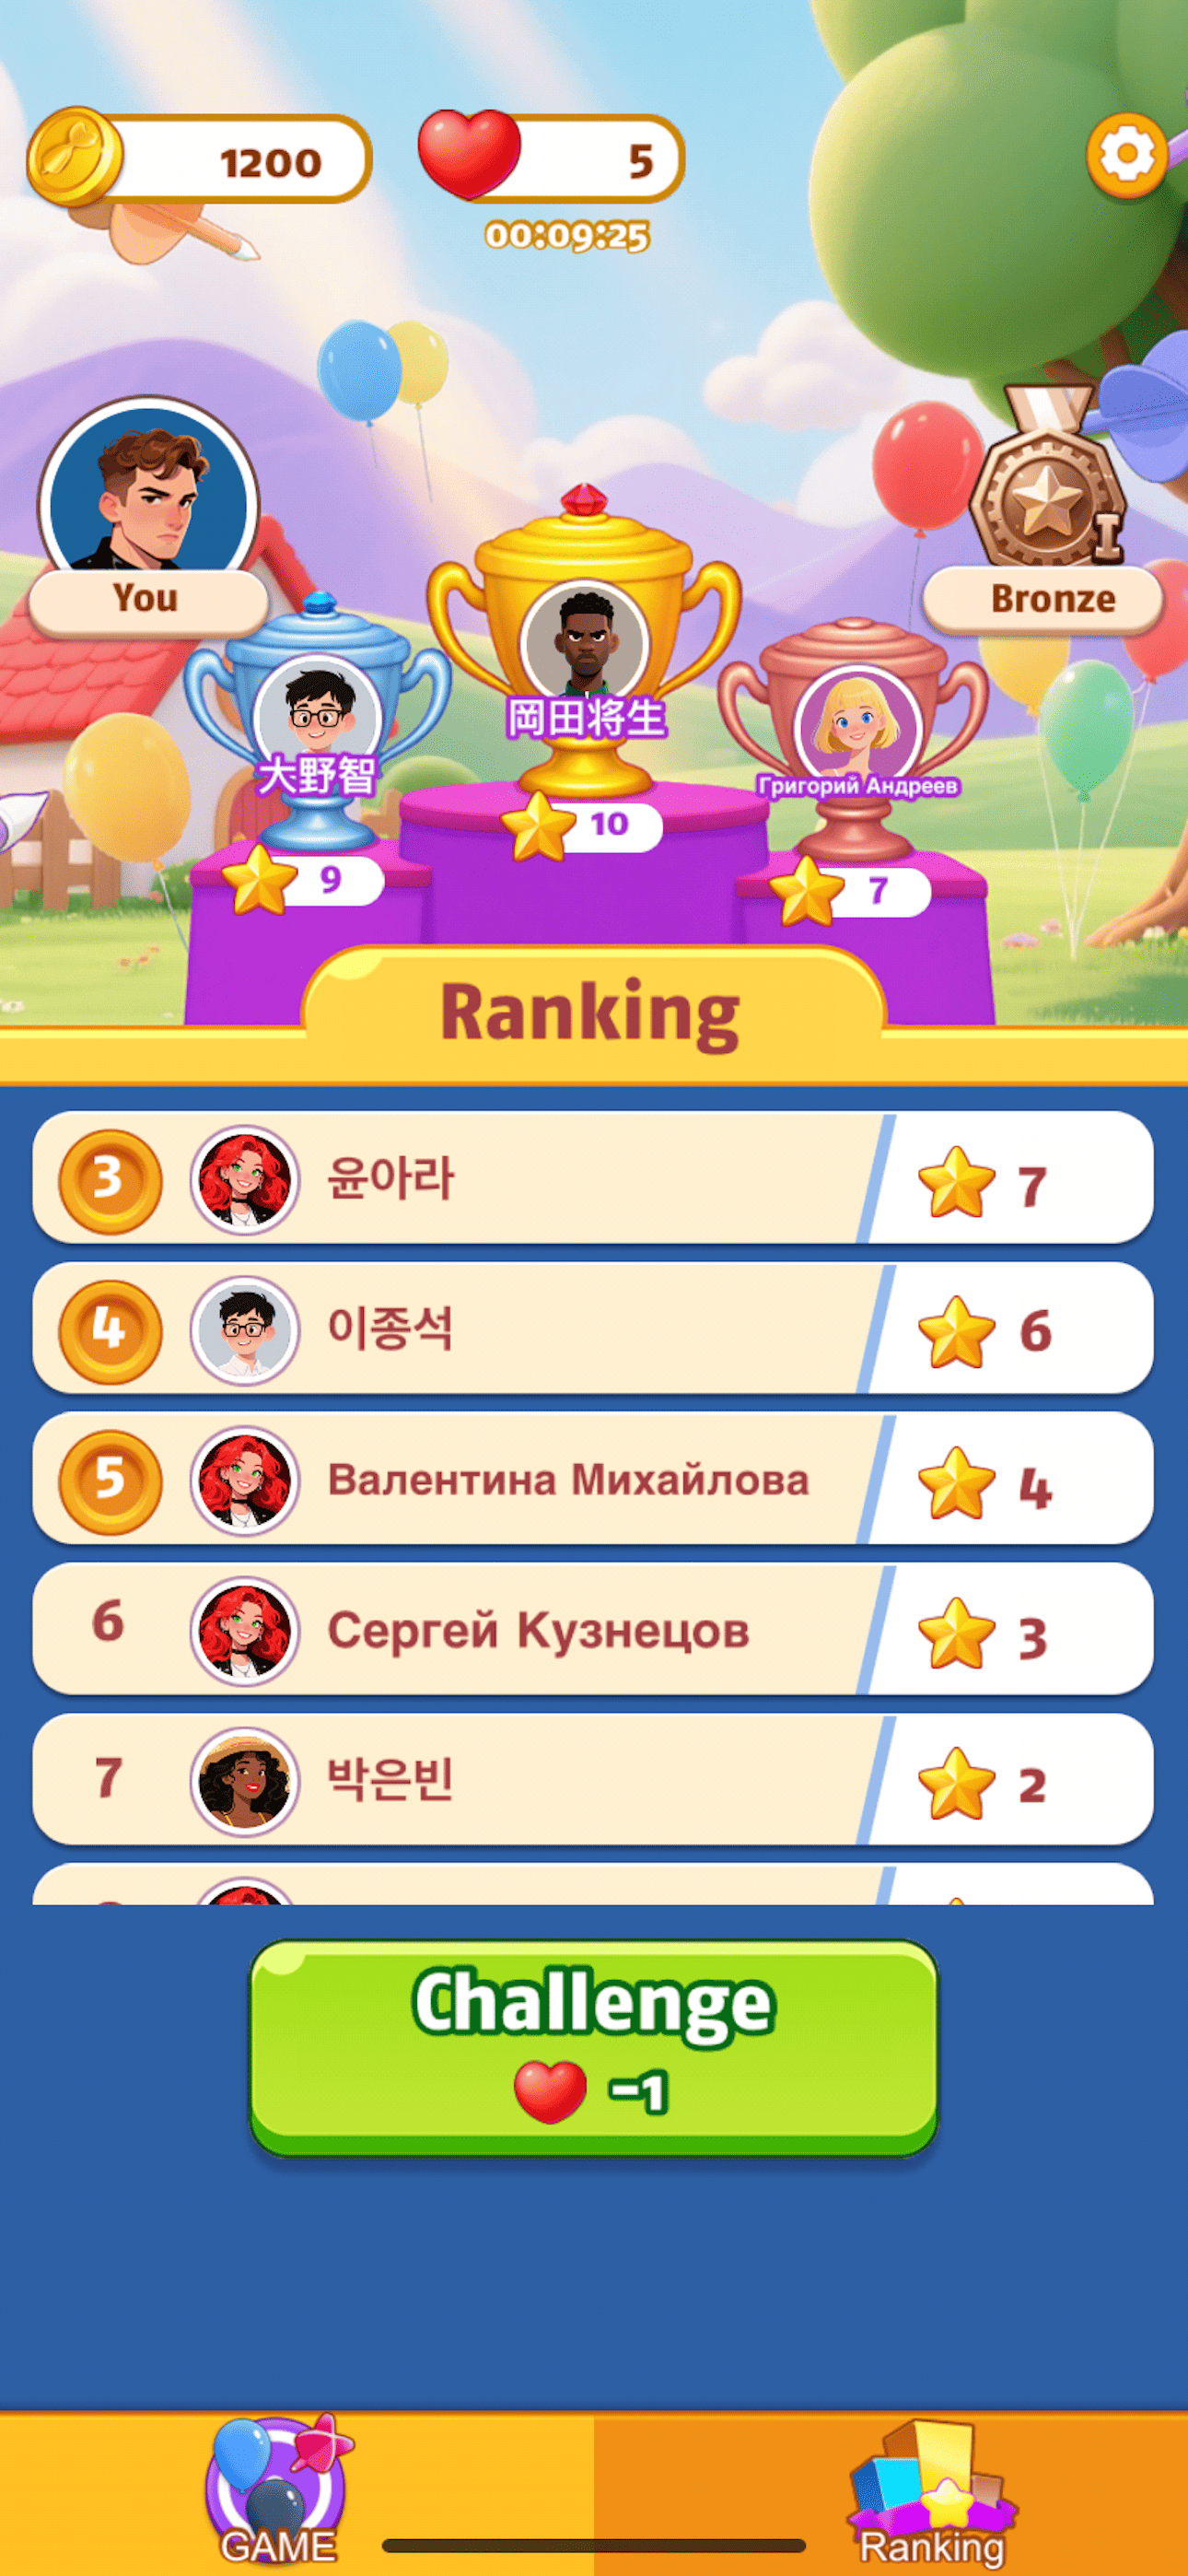 1200
5
00:09:25
You
Bronze
I
岡田将生
大野智
Григорий Андреев
10
9
7
Ranking
3 윤아라 7
4 이종석 6
5 Валентина Михайлова 4
6 Сергей Кузнецов 3
7 박은빈 2
Challenge
-1
GAME
Ranking